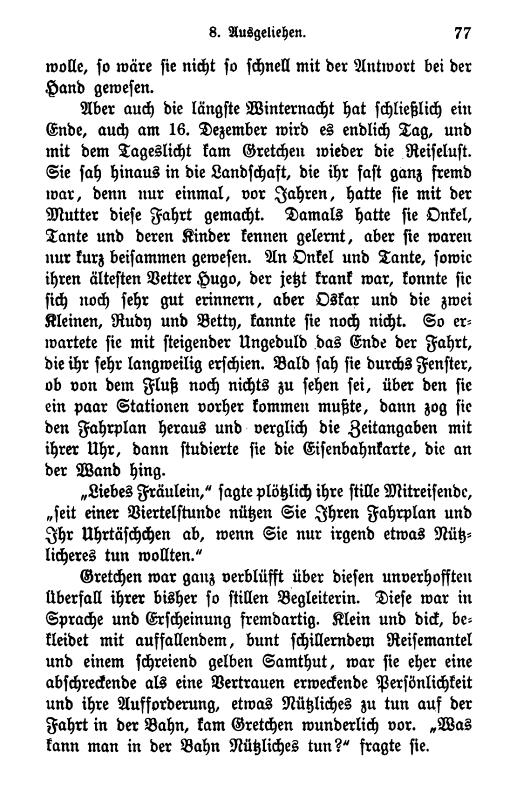 8. Ausgeliehen. 77
wolle, so wäre sie nicht so schnell mit der Antwort bei der
Hand gewesen.
Aber auch die längste Winternacht hat schließlich ein
Ende, auch am 16. Dezember wird es endlich Tag, und
mit dem Tageslicht kam Gretchen wieder die Reiselust.
Sie sah hinaus in die Landschaft, die ihr fast ganz fremd
war, denn nur einmal, vor Jahren, hatte sie mit der
Mutter diese Fahrt gemacht. Damals hatte sie Onkel,
Tante und deren Kinder kennen gelernt, aber sie waren
nur kurz beisammen gewesen. An Onkel und Tante, sowie
ihren ältesten Vetter Hugo, der jetzt krank war, konnte sie
sich noch sehr gut erinnern, aber Oskar und die zwei
Kleinen, Rudy und Betty, kannte sie noch nicht. So er-
wartete sie mit steigender Ungeduld das Ende der Fahrt,
die ihr sehr langweilig erschien. Bald sah sie durchs Fenster,
ob von dem Fluß noch nichts zu sehen sei, über den sie
ein paar Stationen vorher kommen mußte, dann zog sie
den Fahrplan heraus und verglich die Zeitangaben mit
ihrer Uhr, dann studierte sie die Eisenbahnkarte, die an
der Wand hing.
„Liebes Fräulein,“ sagte plötzlich ihre stille Mitreisende,
„seit einer Viertelstunde nützen Sie Ihren Fahrplan und
Ihr Uhrtäschchen ab, wenn Sie nur irgend etwas Nütz-
licheres tun wollten.“
Gretchen war ganz verblüfft über diesen unverhofften
Überfall ihrer bisher so stillen Begleiterin. Diese war in
Sprache und Erscheinung fremdartig. Klein und dick, be-
kleidet mit auffallendem, bunt schillerndem Reisemantel
und einem schreiend gelben Samthut, war sie eher eine
abschreckende als eine Vertrauen erweckende Persönlichkeit
und ihre Aufforderung, etwas Nützliches zu tun auf der
Fahrt in der Bahn, kam Gretchen wunderlich vor. „Was
kann man in der Bahn Nützliches tun?“ fragte sie.